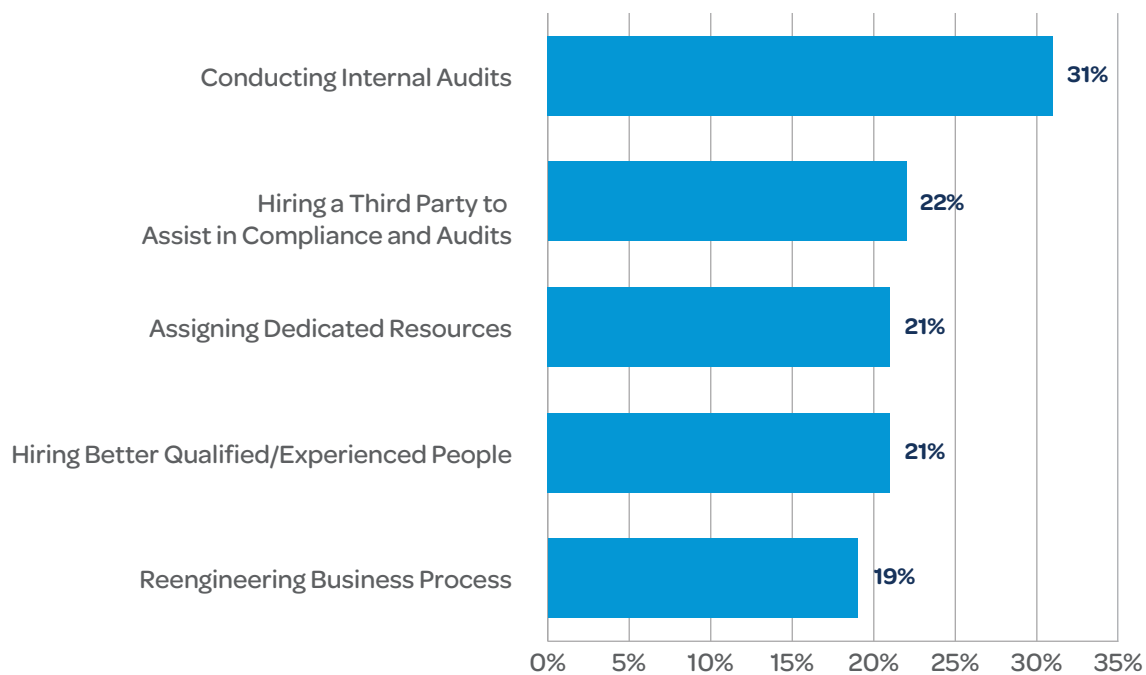 Conducting Internal Audits
31%
Hiring a Third Party to
Assist in Compliance and Audits
22%
Assigning Dedicated Resources
21%
Hiring Better Qualified/Experienced People
21%
Reengineering Business Process
19%
0% 5% 10% 15% 20% 25% 30% 35%